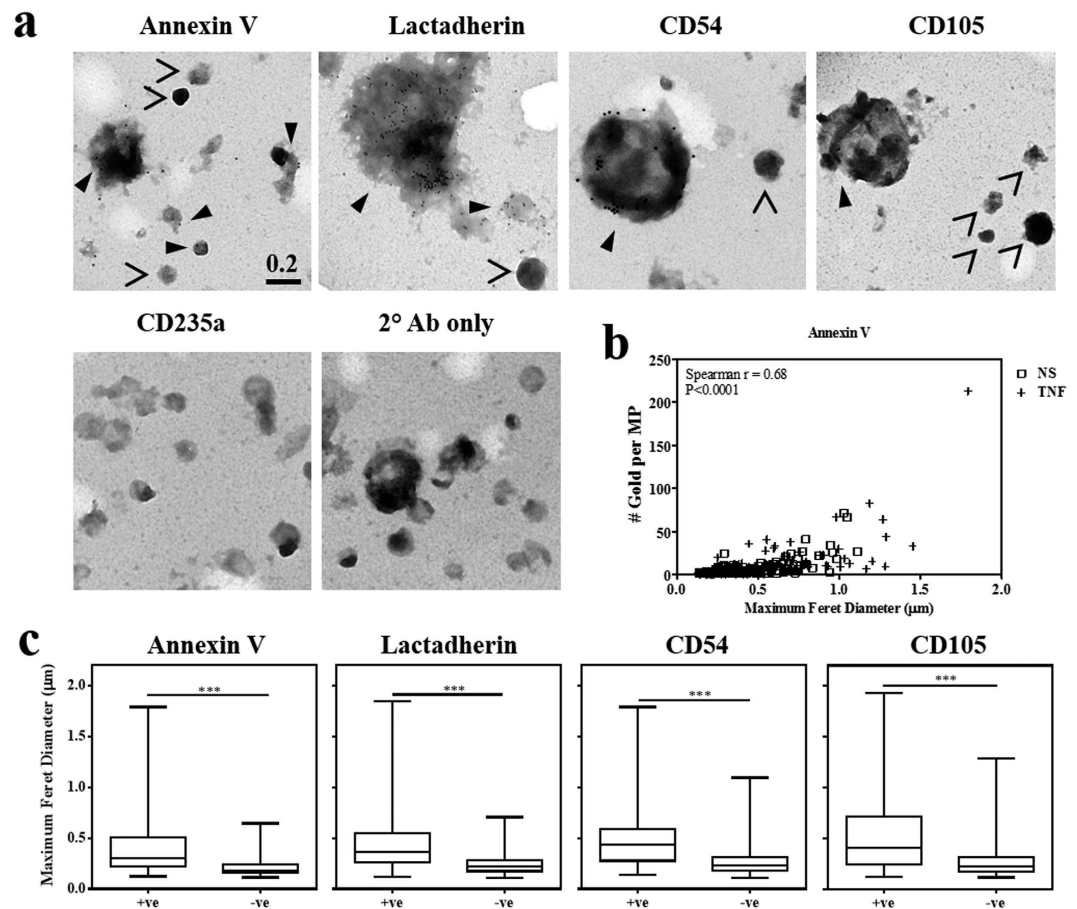 a
Annexin V
Lactadherin
CD54
CD105
0.2
CD235a
2° Ab only
b
Annexin V
# Gold per MP
250
200
150
100
50
0
Spearman r = 0.68
P<0.0001
NS
TNF
0.0
0.5
1.0
1.5
2.0
Maximum Feret Diameter (µm)
c
Annexin V
Lactadherin
CD54
CD105
Maximum Feret Diameter (µm)
2.0
1.5
1.0
0.5
0.0
***
***
***
***
+ve
-ve
+ve
-ve
+ve
-ve
+ve
-ve